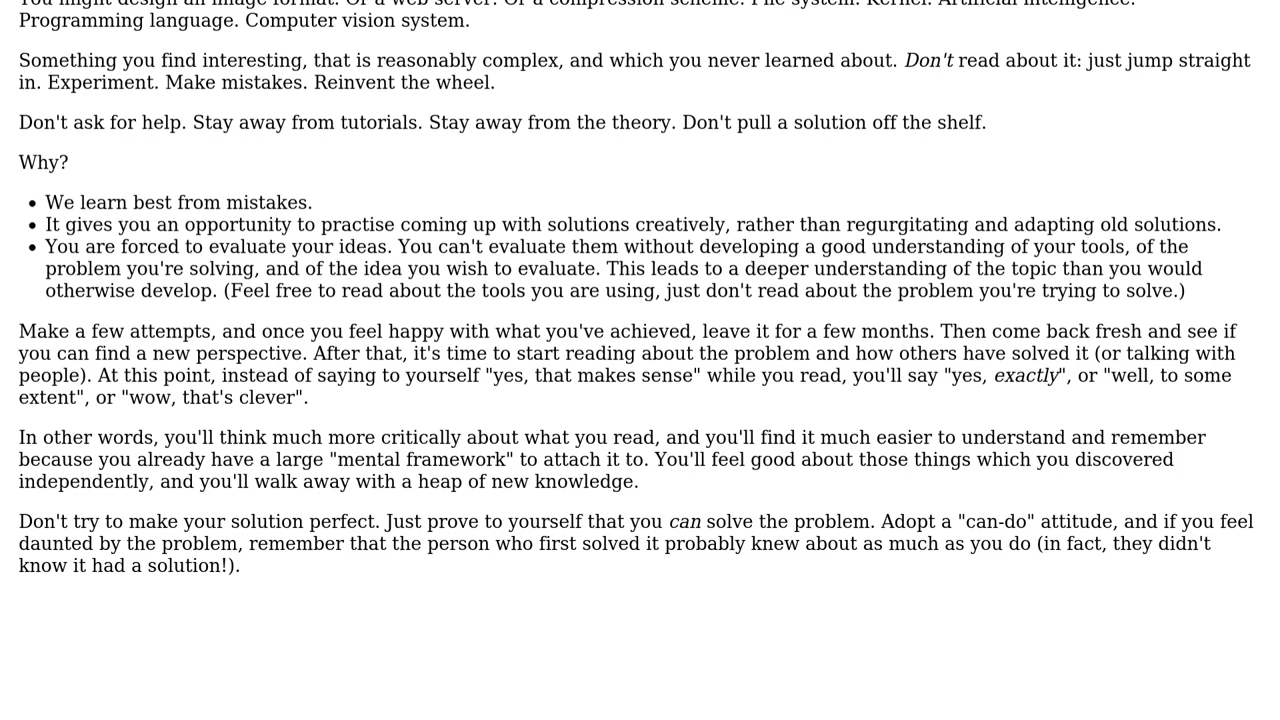 You might design an image format. Or a web server. Or a compression scheme. File system. Kernel. Artificial intelligence.
Programming language. Computer vision system.
Something you find interesting, that is reasonably complex, and which you never learned about. Don't read about it: just jump straight
in. Experiment. Make mistakes. Reinvent the wheel.
Don't ask for help. Stay away from tutorials. Stay away from the theory. Don't pull a solution off the shelf.
Why?
• We learn best from mistakes.
• It gives you an opportunity to practise coming up with solutions creatively, rather than regurgitating and adapting old solutions.
• You are forced to evaluate your ideas. You can't evaluate them without developing a good understanding of your tools, of the
problem you're solving, and of the idea you wish to evaluate. This leads to a deeper understanding of the topic than you would
otherwise develop. (Feel free to read about the tools you are using, just don't read about the problem you're trying to solve.)
Make a few attempts, and once you feel happy with what you've achieved, leave it for a few months. Then come back fresh and see if
you can find a new perspective. After that, it's time to start reading about the problem and how others have solved it (or talking with
people). At this point, instead of saying to yourself "yes, that makes sense" while you read, you'll say "yes, exactly", or "well, to some
extent", or "wow, that's clever".
In other words, you'll think much more critically about what you read, and you'll find it much easier to understand and remember
because you already have a large "mental framework" to attach it to. You'll feel good about those things which you discovered
independently, and you'll walk away with a heap of new knowledge.
Don't try to make your solution perfect. Just prove to yourself that you can solve the problem. Adopt a "can-do" attitude, and if you feel
daunted by the problem, remember that the person who first solved it probably knew about as much as you do (in fact, they didn't
know it had a solution!).